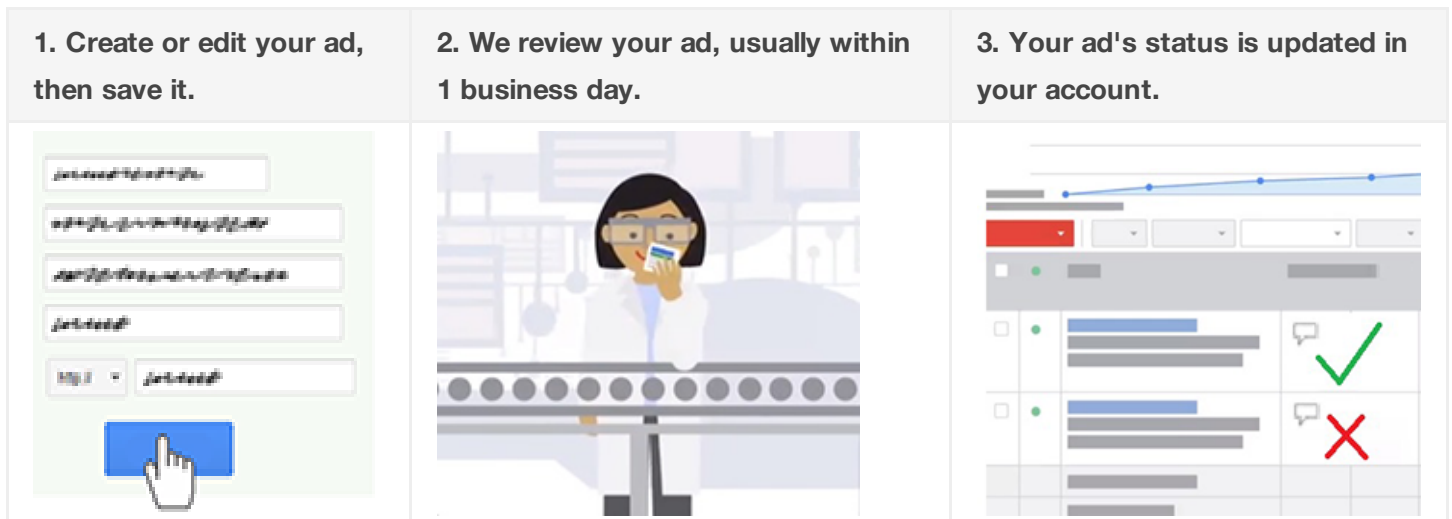 1. Create or edit your ad,
then save it.
2. We review your ad, usually within
1 business day.
3. Your ad's status is updated in
your account.